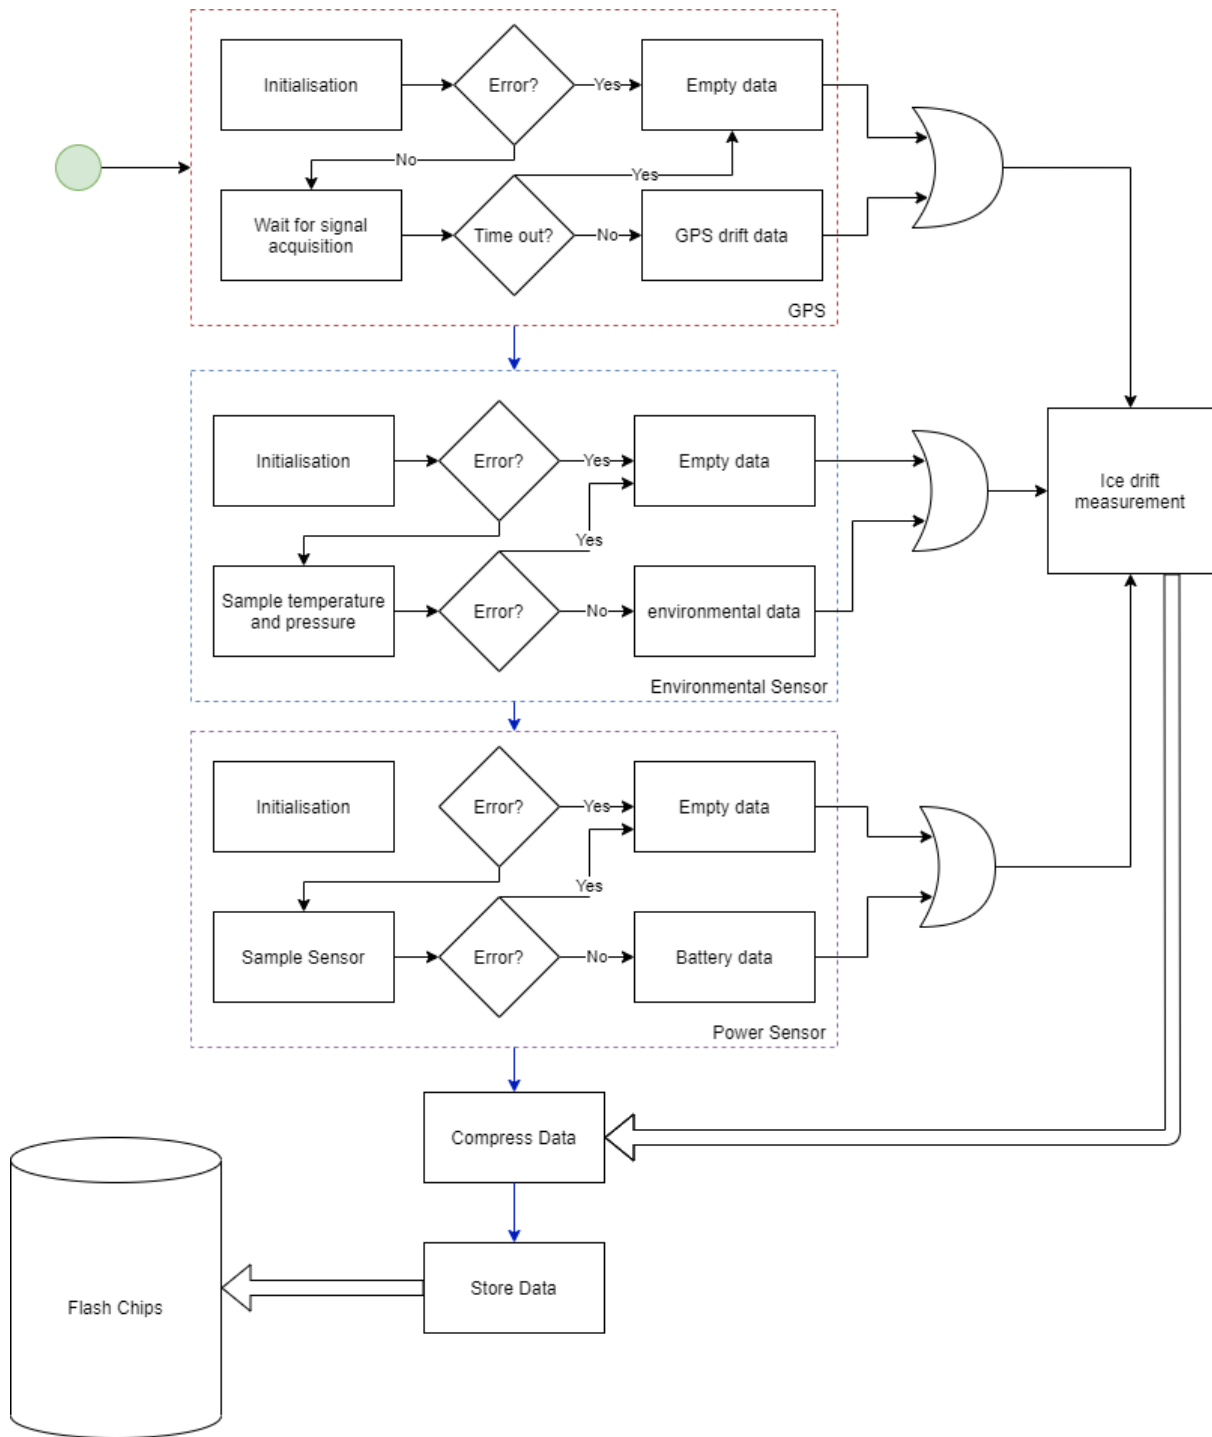 Initialisation
Error?
Yes
Empty data
No
Yes
Wait for signal
acquisition
Time out?
No
GPS drift data
GPS
Initialisation
Error?
Yes
Empty data
Ice drift
measurement
Yes
Sample temperature
and pressure
Error?
No
environmental data
Environmental Sensor
Initialisation
Error?
Yes
Empty data
Yes
Sample Sensor
Error?
No
Battery data
Power Sensor
Compress Data
Store Data
Flash Chips